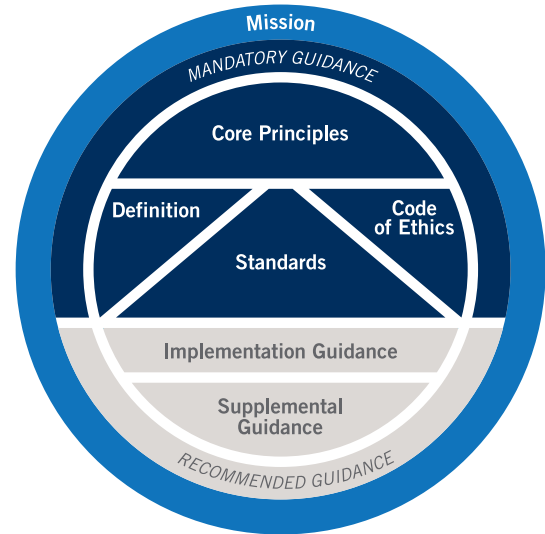 Mission
MANDATORY GUIDANCE
Core Principles
Definition
Code
of Ethics
Standards
Implementation Guidance
Supplemental
Guidance
RECOMMENDED GUIDANCE